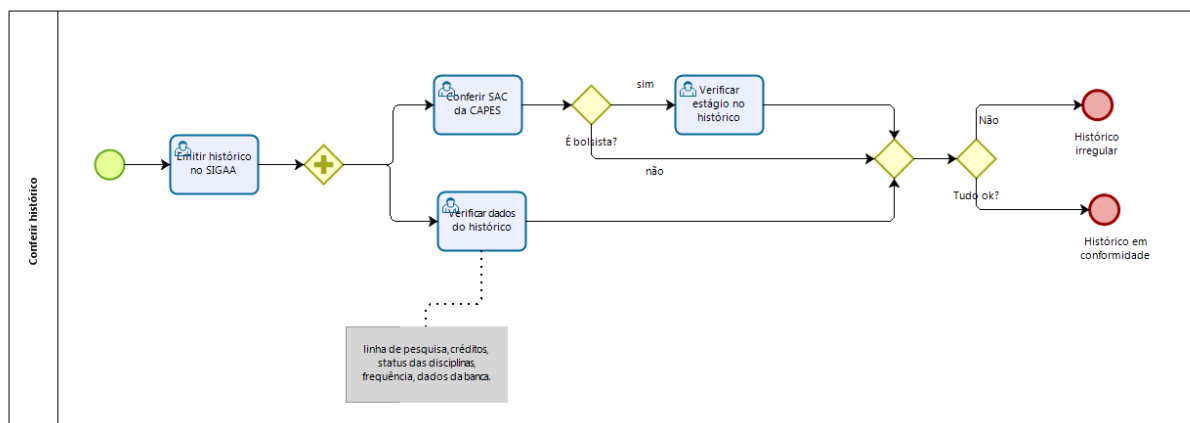 Conferir histórico
Emitir histórico
no SIGAA
Conferir SAC
da CAPES
É bolsista?
sim
não
Verificar
estágio no
histórico
Verificar dados
do histórico
linha de pesquisa, créditos,
status das disciplinas,
frequência, dados da banca.
Tudo ok?
Não
Histórico
irregular
Histórico em
conformidade